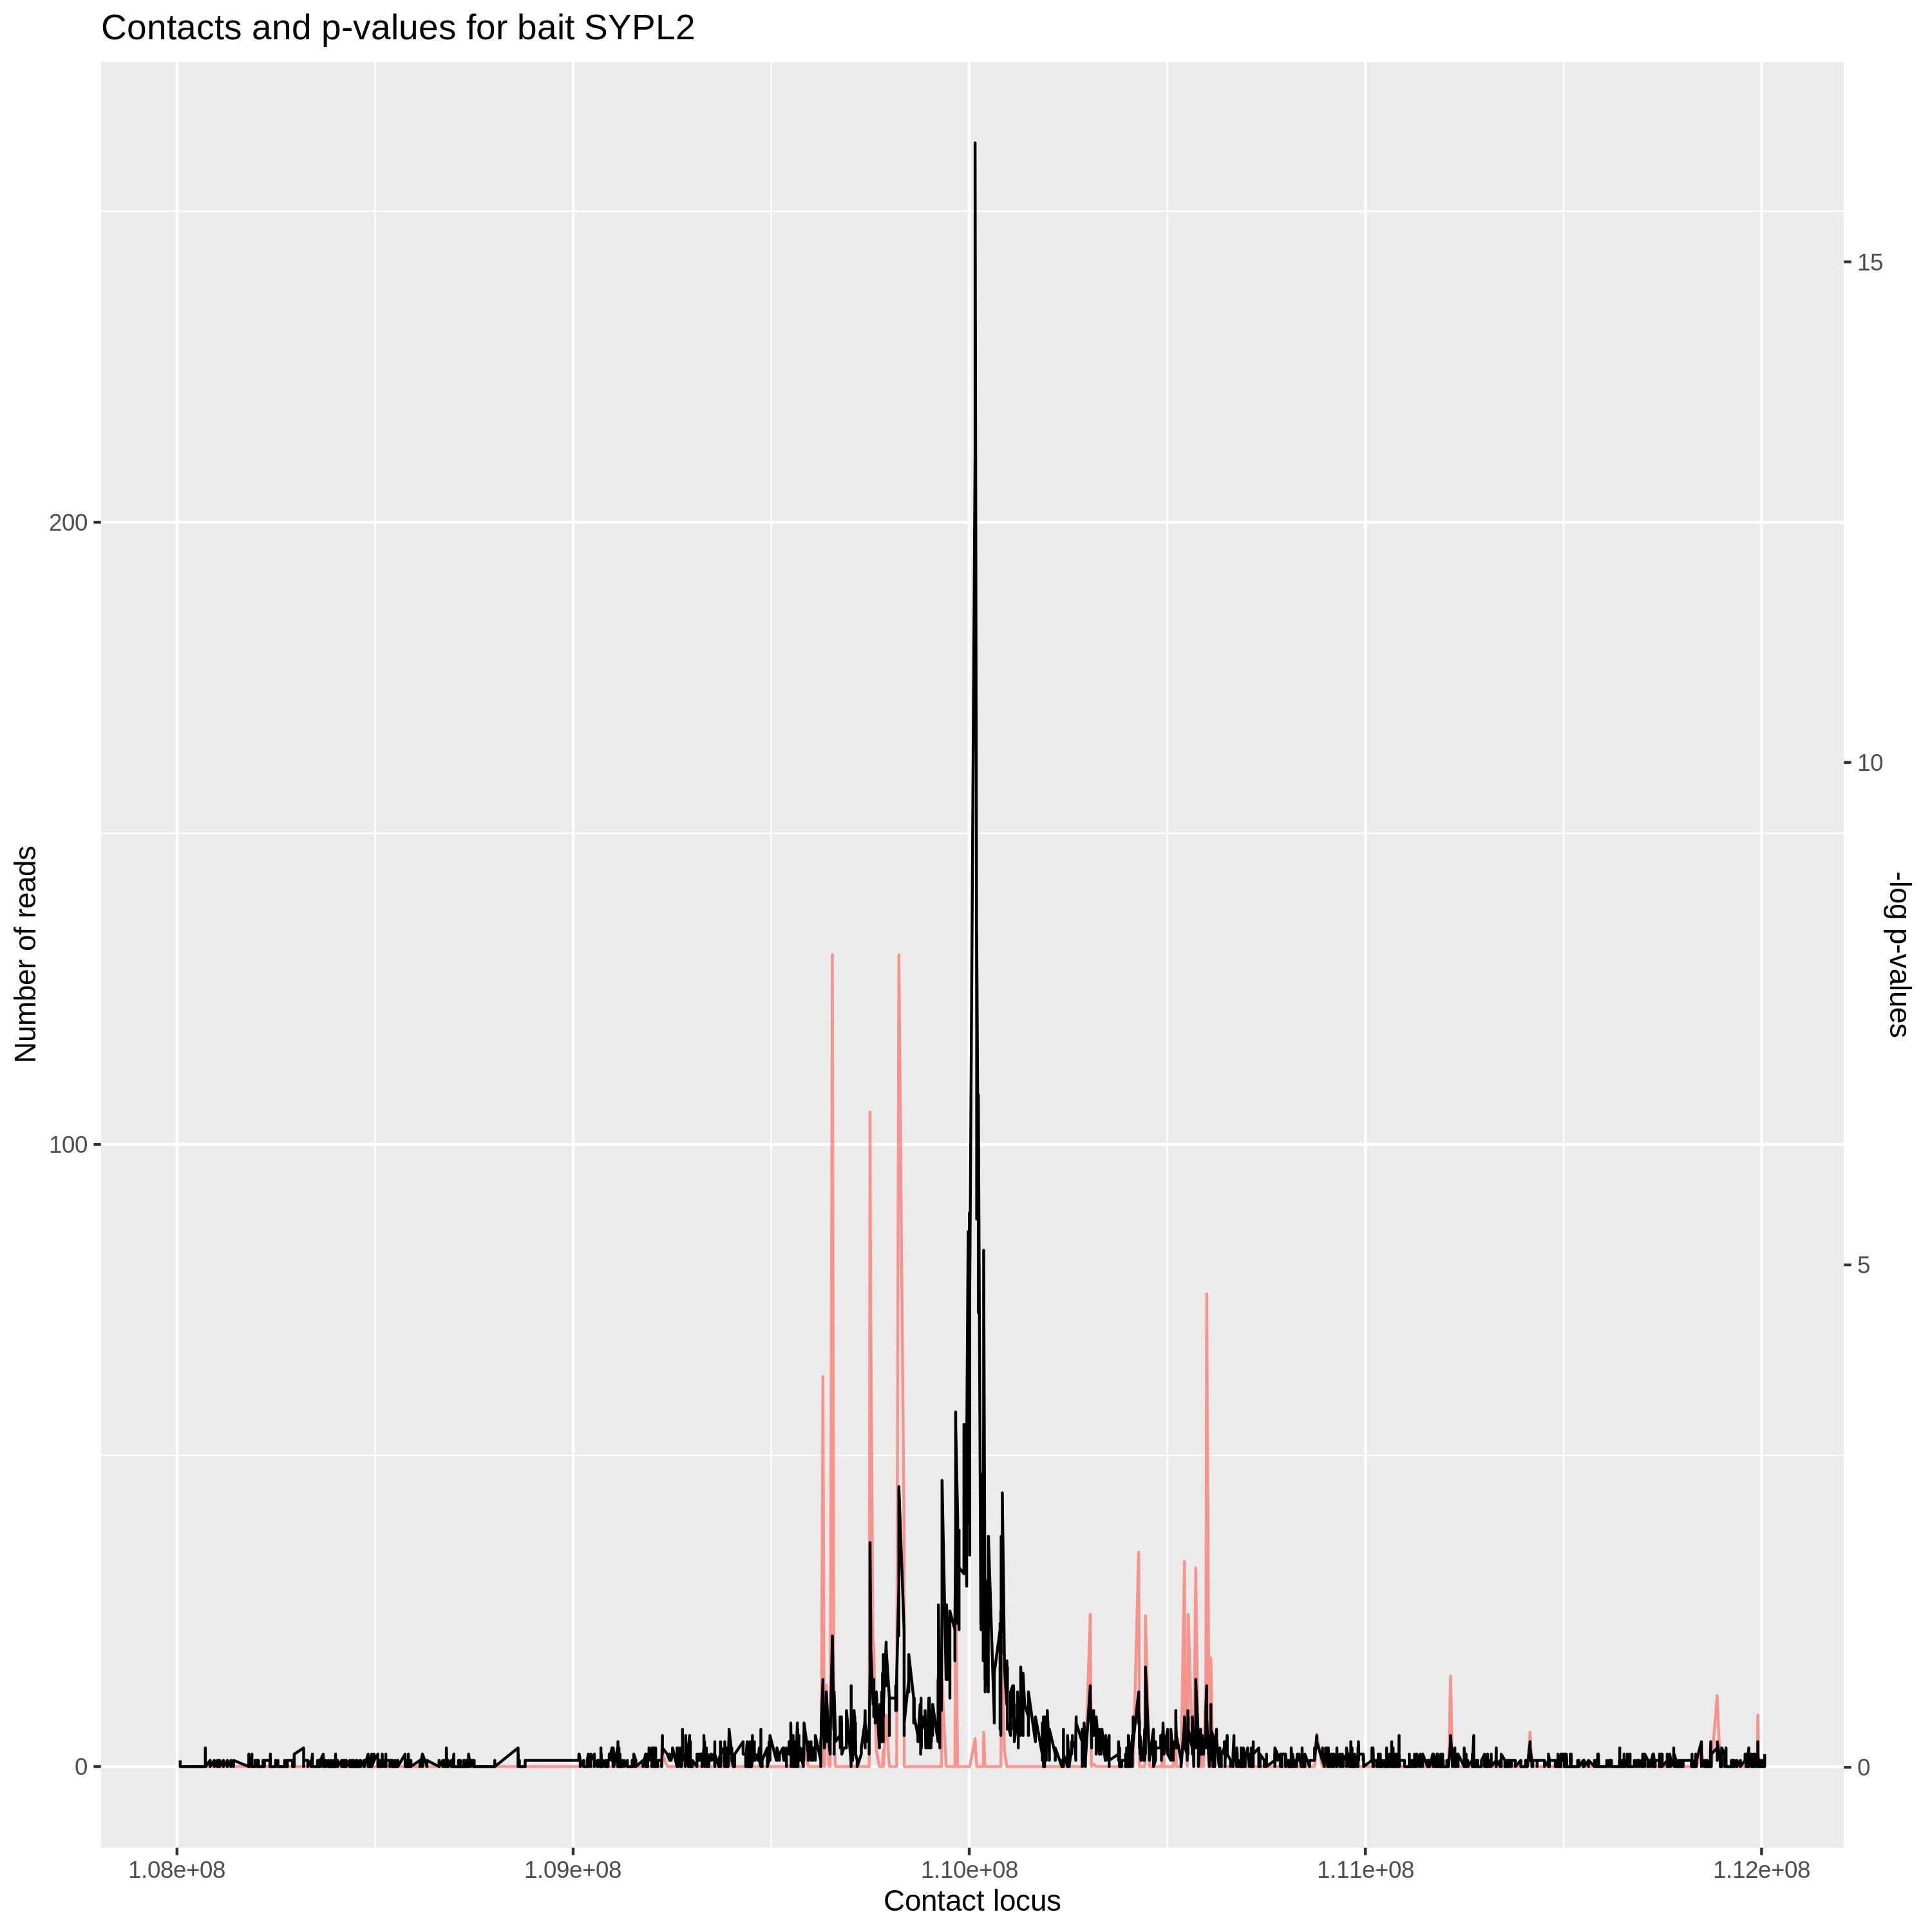 Contacts and p-values for bait SYPL2
Number of reads
200
100
0
15
10
5
0
-log p-values
1.08e+08
1.09e+08
1.10e+08
1.11e+08
1.12e+08
Contact locus